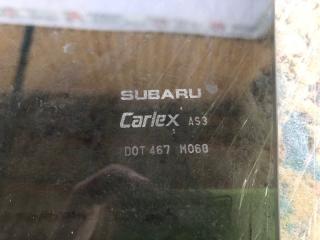 SUBARU
Carlex AS3
DOT 467 M068